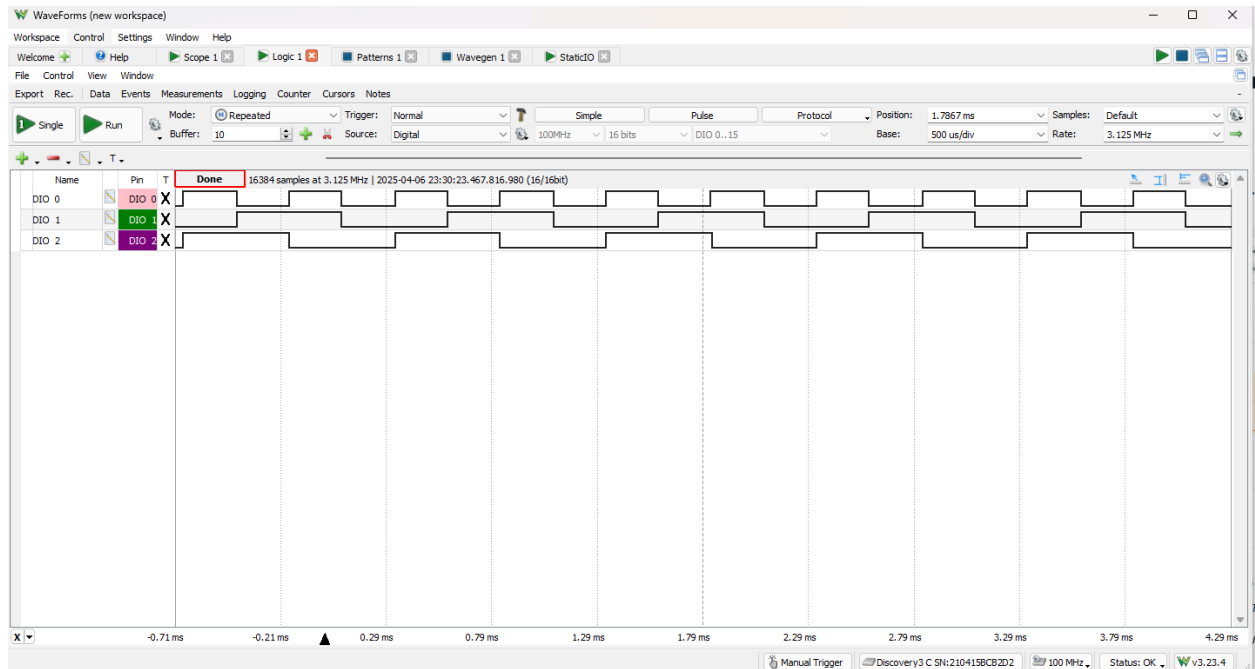 WaveForms (new workspace)
Workspace Control Settings Window Help
Welcome Help Scope 1 Logic 1 Patterns 1 Wavegen 1 StaticIO
File Control View Window
Export Rec. Data Events Measurements Logging Counter Cursors Notes
Single Run Mode: Repeated Trigger: Normal Simple Pulse Protocol Position: 1.7867 ms Samples: Default
Buffer: 10 Source: Digital 100MHz 16 bits DIO 0..15 Base: 500 us/div Rate: 3.125 MHz
T
Name Pin T Done 16384 samples at 3.125 MHz | 2025-04-06 23:30:23.467.816.980 (16/16bit)
DIO 0 DIO 0 X
DIO 1 DIO 1 X
DIO 2 DIO 2 X
X -0.71 ms -0.21 ms 0.29 ms 0.79 ms 1.29 ms 1.79 ms 2.29 ms 2.79 ms 3.29 ms 3.79 ms 4.29 ms
Manual Trigger Discovery3 C SN:210415BCB2D2 100 MHz Status: OK v3.23.4